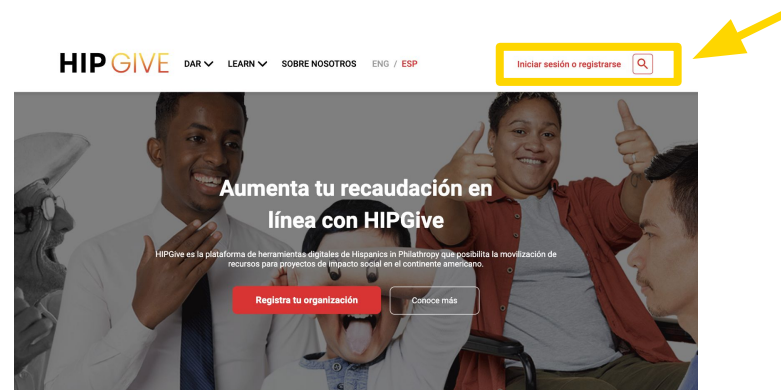 HIPGIVE DAR LEARN SOBRE NOSOTROS ENG / ESP Iniciar sesión o registrarse
Aumenta tu recaudación en
línea con HIPGive
HIPGive es la plataforma de herramientas digitales de Hispanics in Philathropy que posibilita la movilización de
recursos para proyectos de impacto social en el continente americano.
Registra tu organización Conoce más